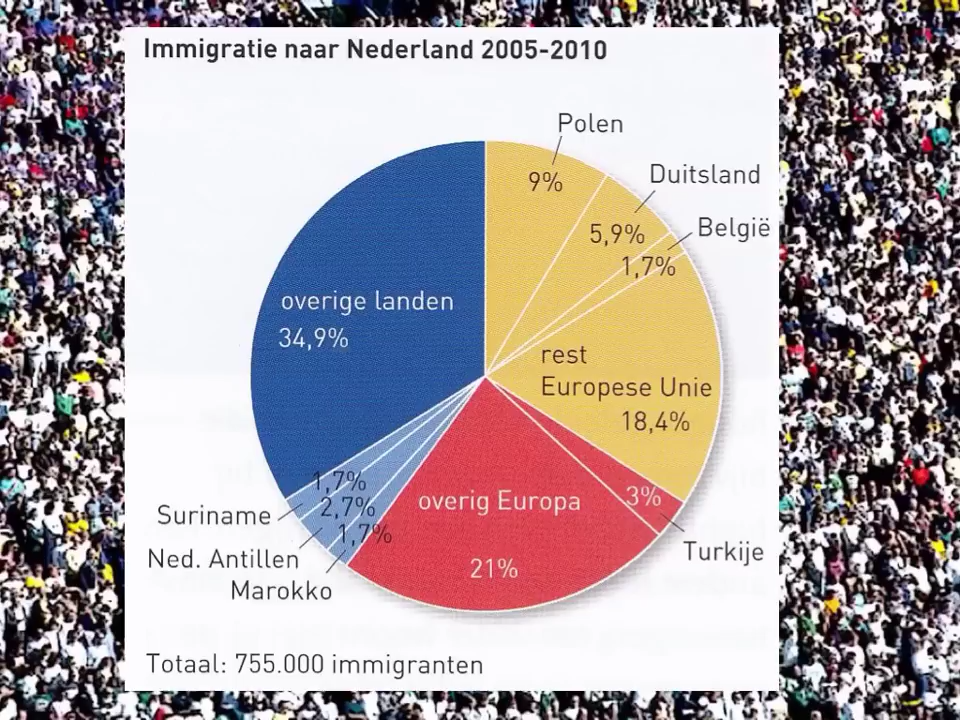 Immigratie naar Nederland 2005-2010
Polen
9%
Duitsland
5,9%
België
1,7%
rest
Europese Unie
18,4%
3%
Turkije
overig Europa
21%
1,7%
Marokko
2,7%
Ned. Antillen
1,7%
Suriname
overige landen
34,9%
Totaal: 755.000 immigranten